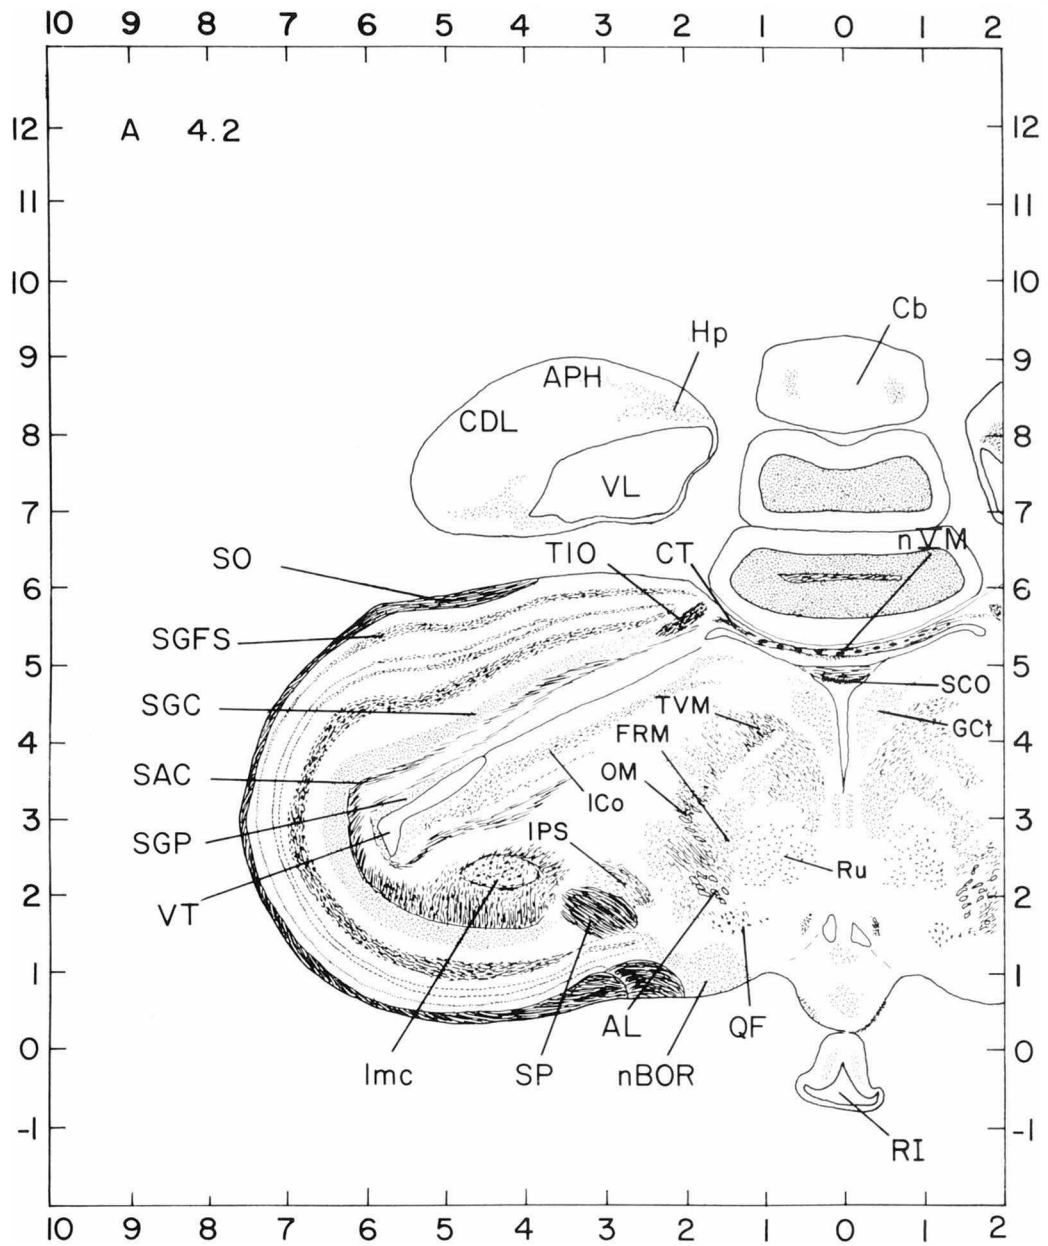 10 9 8 7 6 5 4 3 2 1 0 1 2
A 4.2
12 12
11 11
10 10
Cb
Hp
9 9
APH
CDL
8 8
VL
7 7
nVM
SO TIO CT
6 6
SGFS
5 5
SCO
SGC TVM
GCt
FRM
4 4
SAC OM
ICo
3 3
SGP IPS
Ru
2 2
VT
1 1
AL QF
0 0
Imc SP nBOR
-1 -1
RI
10 9 8 7 6 5 4 3 2 1 0 1 2